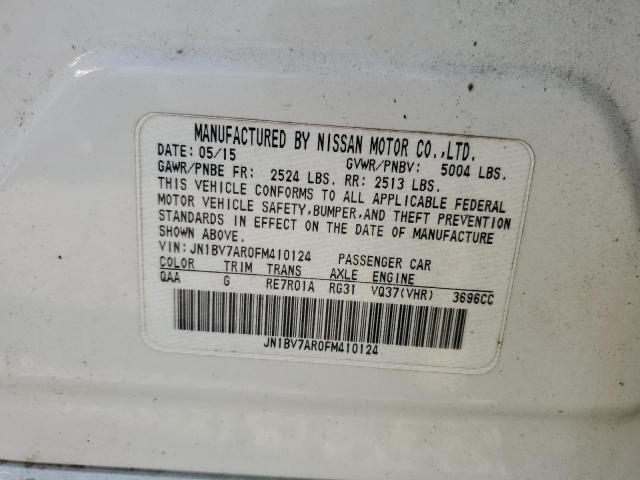 MANUFACTURED BY NISSAN MOTOR CO.,LTD.
DATE: 05/15 GVWR/PNBV: 5004 LBS.
GAWR/PNBE FR: 2524 LBS. RR: 2513 LBS.
THIS VEHICLE CONFORMS TO ALL APPLICABLE FEDERAL
MOTOR VEHICLE SAFETY,BUMPER,AND THEFT PREVENTION
STANDARDS IN EFFECT ON THE DATE OF MANUFACTURE
SHOWN ABOVE.
VIN: JN1BV7AR0FM410124 PASSENGER CAR
COLOR TRIM TRANS AXLE ENGINE
QAA G RE7R01A RG31 VQ37(VHR) 3696CC
JN1BV7AR0FM410124